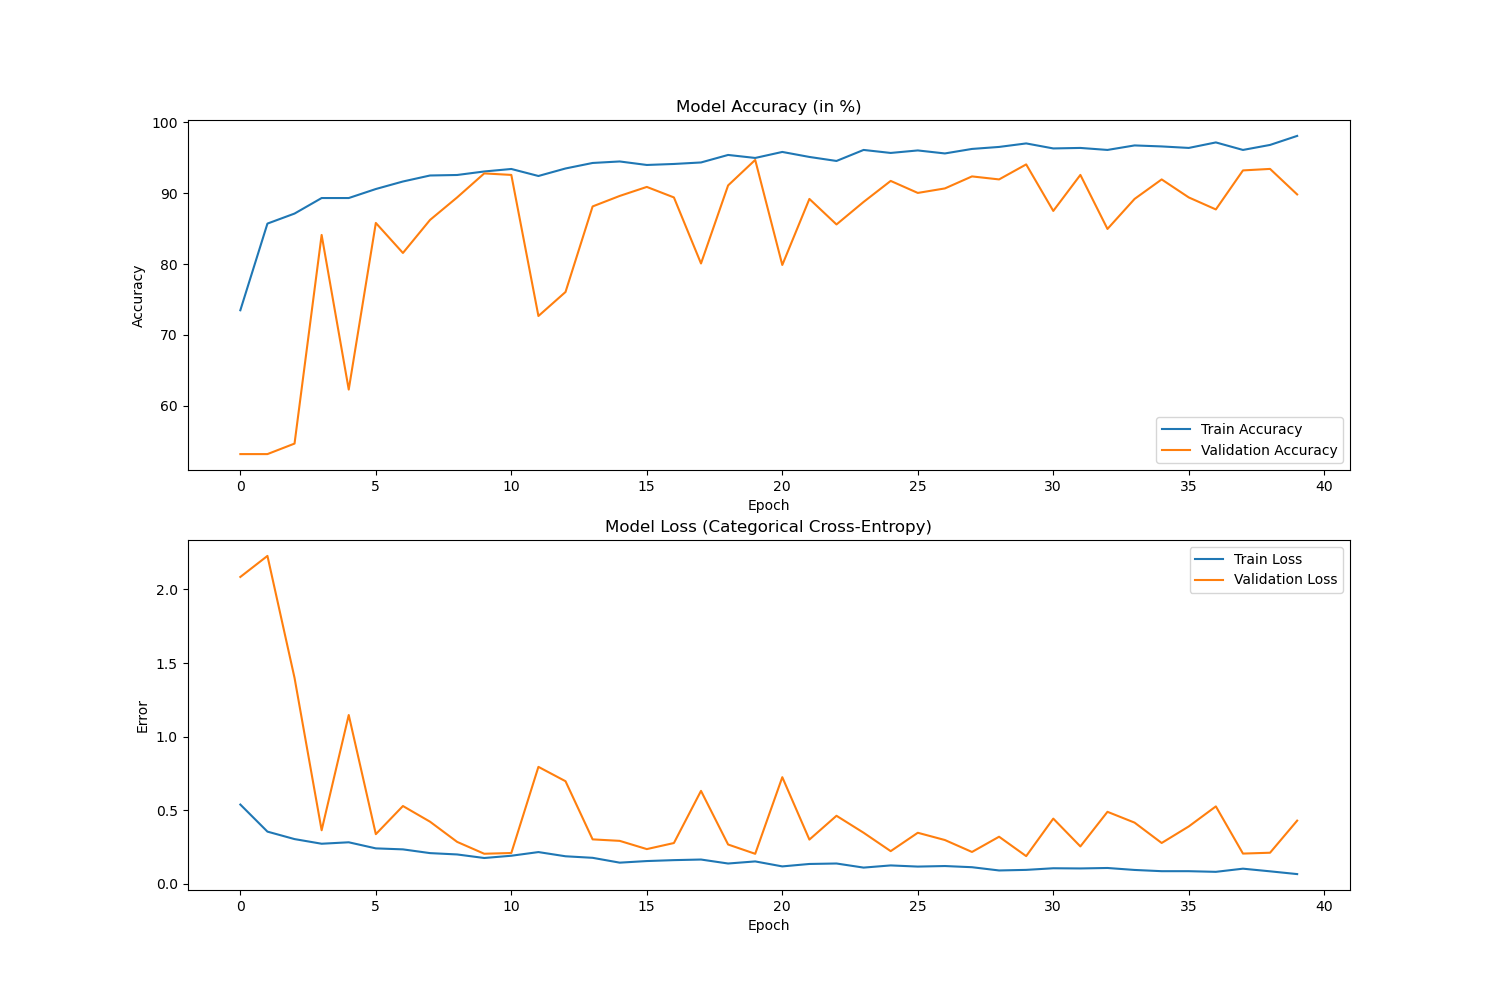 Model Accuracy (in %)
100
90
80
70
60
Accuracy
Train Accuracy
Validation Accuracy
0 5 10 15 20 25 30 35 40
Epoch
Model Loss (Categorical Cross-Entropy)
Train Loss
Validation Loss
2.0
1.5
1.0
0.5
0.0
Error
0 5 10 15 20 25 30 35 40
Epoch